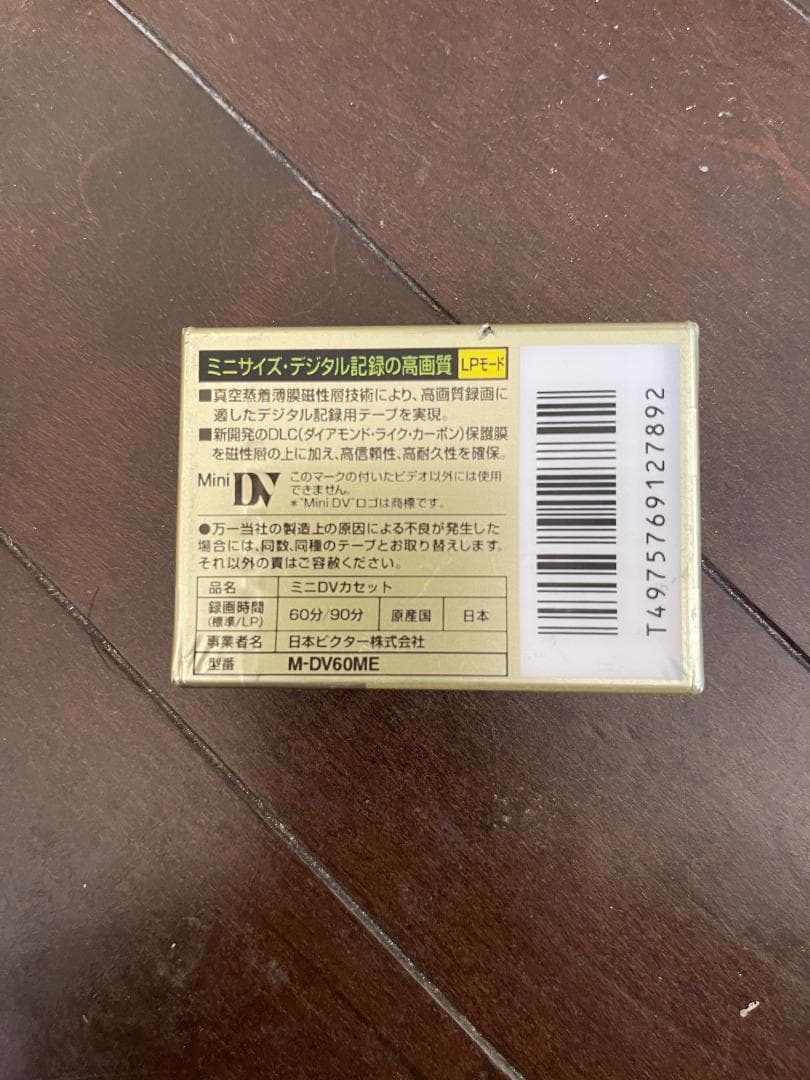 ミニサイズ・デジタル記録の高画質 LPモード
■真空蒸着薄膜磁性層技術により、高画質録画に
適したデジタル記録用テープを実現。
■新開発のDLC(ダイアモンド・ライク・カーボン)保護膜
を磁性層の上に加え、高信頼性、高耐久性を確保。
Mini DV このマークの付いたビデオ以外には使用
できません。
*"Mini DV"ロゴは商標です。
●万一当社の製造上の原因による不良が発生した
場合には、同数、同種のテープとお取り替えします。
それ以外の責はご容赦ください。
品名 ミニDVカセット
録画時間 (標準/LP) 60分/90分 原産国 日本
事業者名 日本ビクター株式会社
型番 M-DV60ME
T4975769127892